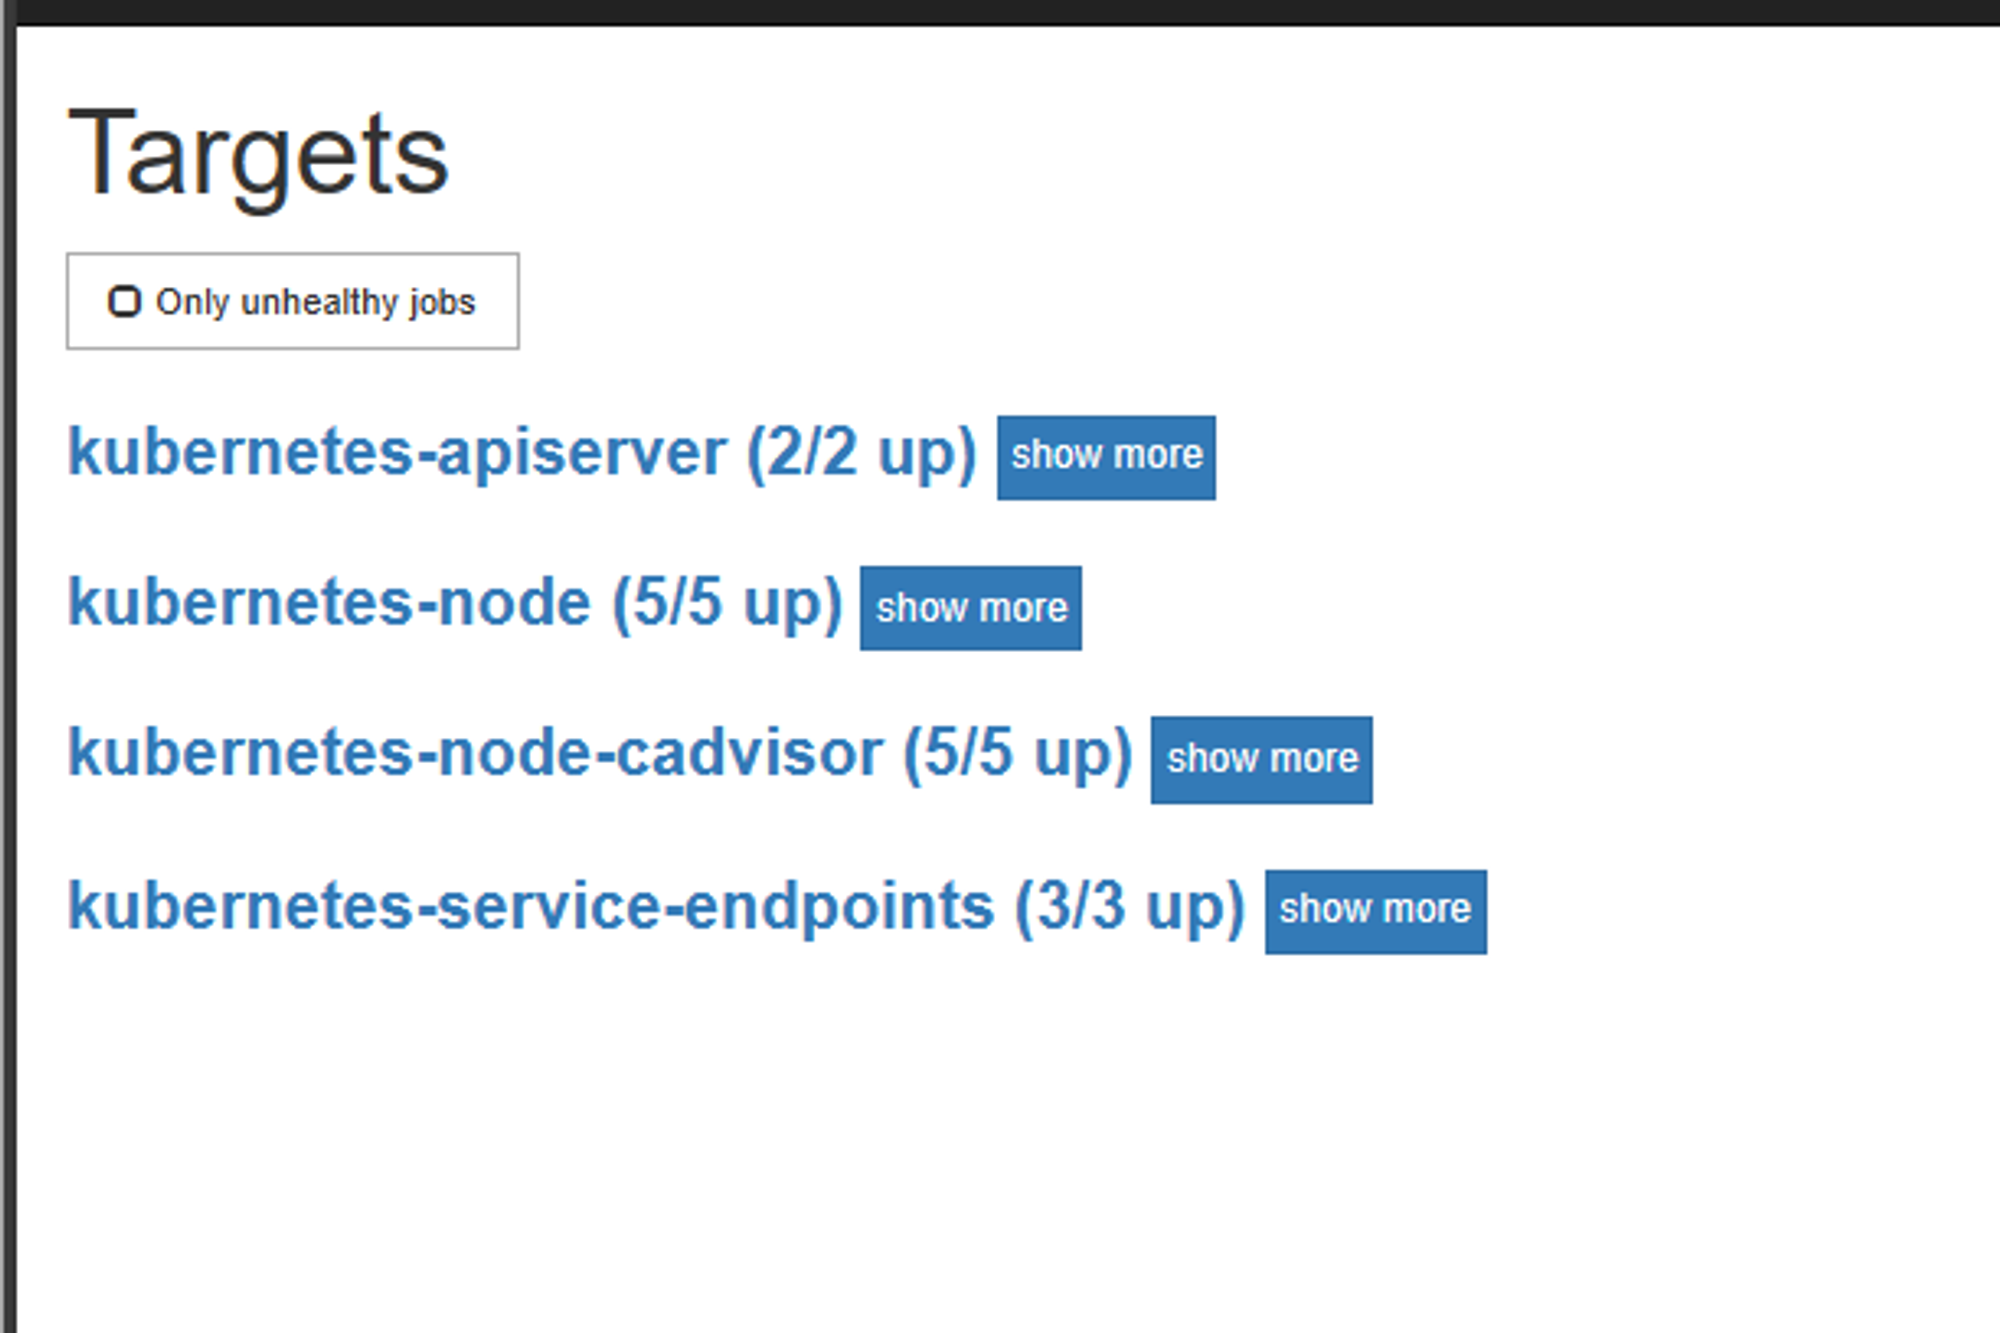 Targets
Only unhealthy jobs
kubernetes-apiserver (2/2 up) show more
kubernetes-node (5/5 up) show more
kubernetes-node-cadvisor (5/5 up) show more
kubernetes-service-endpoints (3/3 up) show more